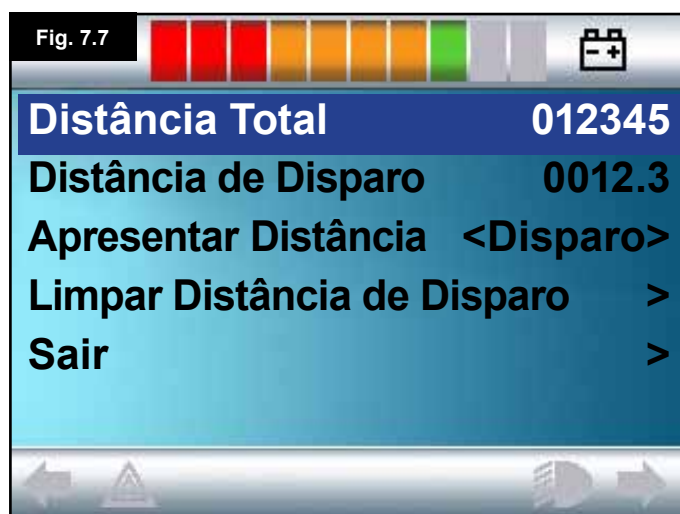 Fig. 7.7
Distância Total 012345
Distância de Disparo 0012.3
Apresentar Distância <Disparo>
Limpar Distância de Disparo >
Sair >